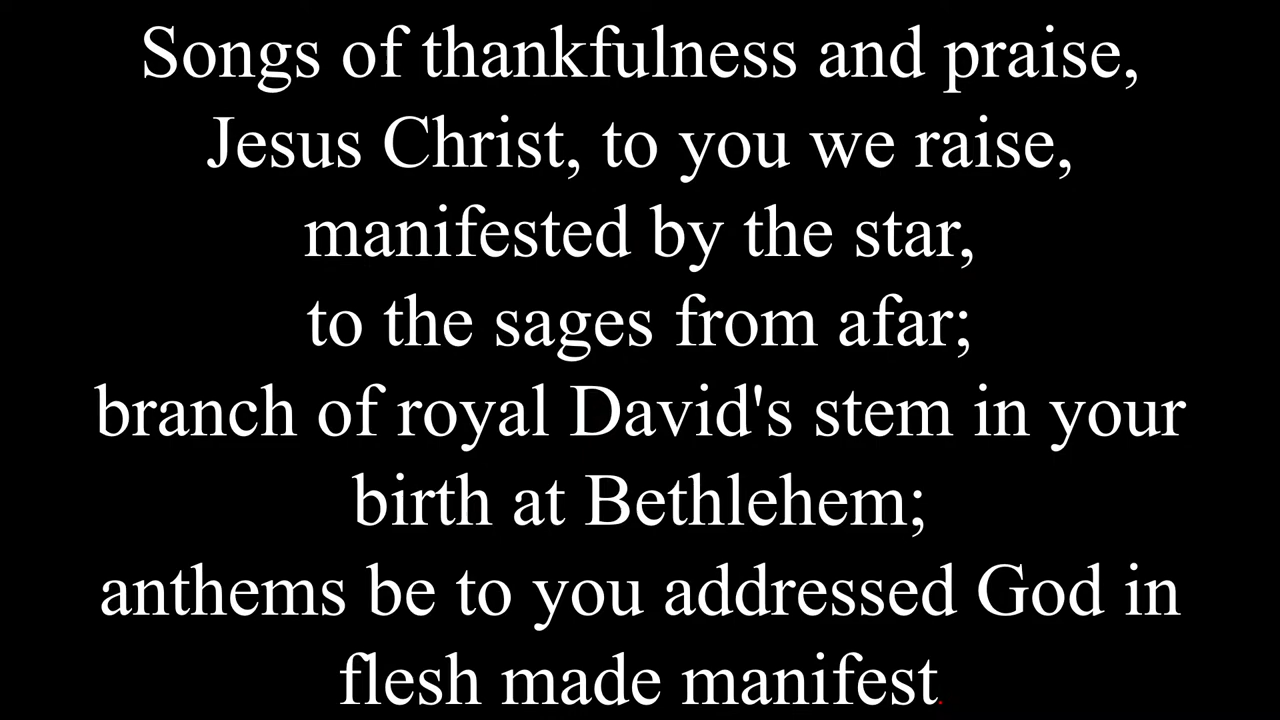 Songs of thankfulness and praise,
Jesus Christ, to you we raise,
manifested by the star,
to the sages from afar;
branch of royal David's stem in your
birth at Bethlehem;
anthems be to you addressed God in
flesh made manifest.